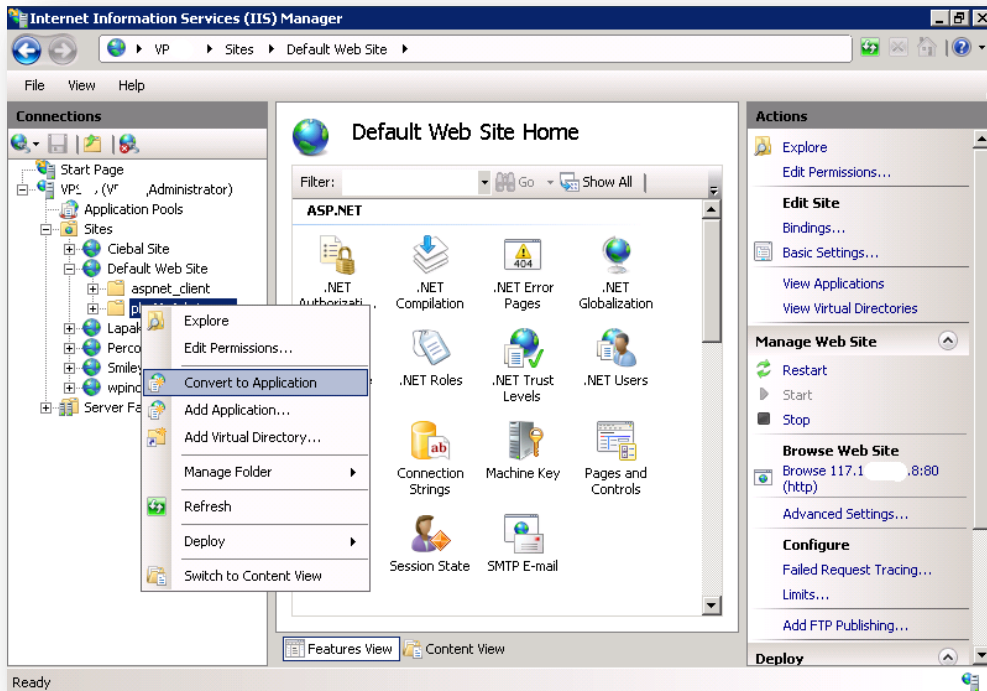 Internet Information Services (IIS) Manager
VP Sites Default Web Site
File View Help
Connections
Start Page
,Administrator)
Application Pools
Sites
Ciebal Site
Default Web Site
aspnet_client
Server
Explore
Edit Permissions...
Convert to Application
Add Application...
Add Virtual Directory...
Manage Folder
Refresh
Deploy
Switch to Content View
Default Web Site Home
Filter: Go Show All
ASP.NET
.NET
.NET Compilation
.NET Error Pages
404
.NET Globalization
.NET Roles
.NET Trust Levels
.NET Users
ab
Connection Strings
Machine Key
Pages and Controls
Session State
SMTP E-mail
Features View Content View
Actions
Explore
Edit Permissions...
Edit Site
Bindings...
Basic Settings...
View Applications
View Virtual Directories
Manage Web Site
Restart
Start
Stop
Browse Web Site
Browse 117.1 .8:80
(http)
Advanced Settings...
Configure
Failed Request Tracing...
Limits...
Add FTP Publishing...
Deploy
Ready